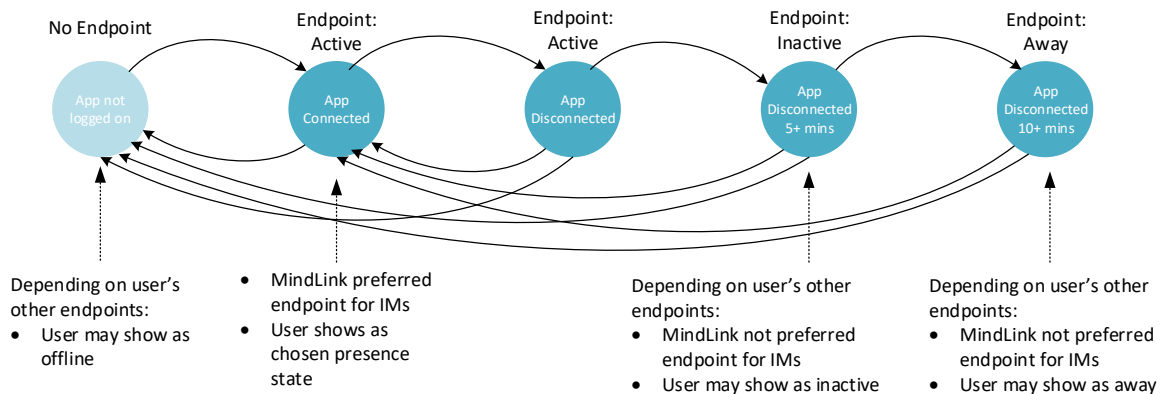 No Endpoint
Endpoint:
Active
Endpoint:
Active
Endpoint:
Inactive
Endpoint:
Away
App not
logged on
App
Connected
App
Disconnected
App
Disconnected
5+ mins
App
Disconnected
10+ mins
Depending on user’s
other endpoints:
• User may show as
offline
• MindLink preferred
endpoint for IMs
• User shows as
chosen presence
state
Depending on user’s other
endpoints:
• MindLink not preferred
endpoint for IMs
• User may show as inactive
Depending on user’s other
endpoints:
• MindLink not preferred
endpoint for IMs
• User may show as away